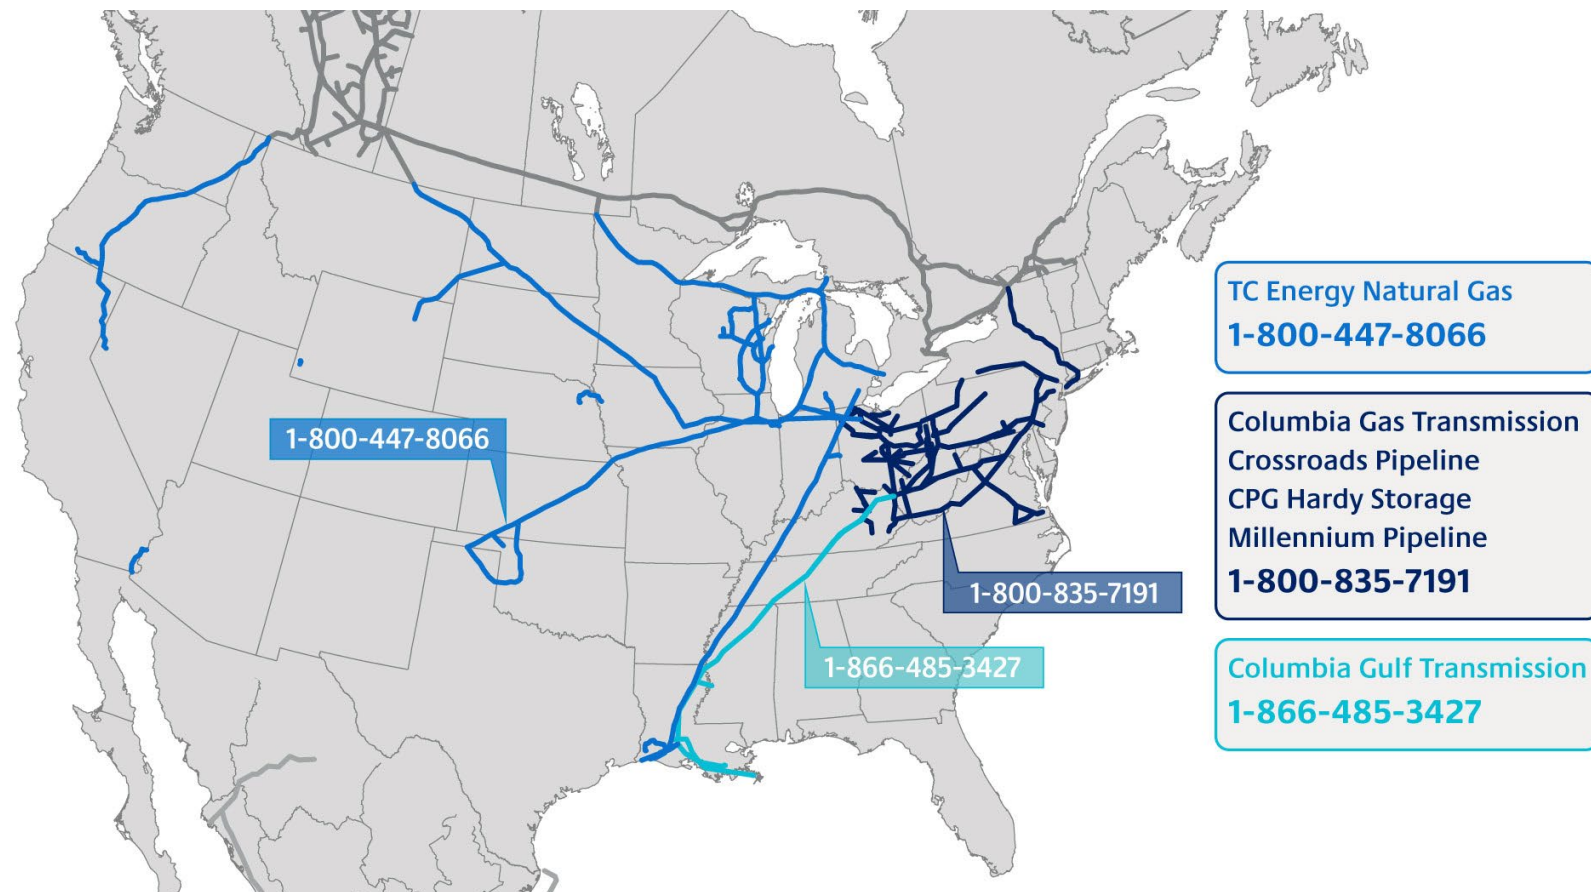 1-800-447-8066
1-800-835-7191
1-866-485-3427
TC Energy Natural Gas
1-800-447-8066
Columbia Gas Transmission
Crossroads Pipeline
CPG Hardy Storage
Millennium Pipeline
1-800-835-7191
Columbia Gulf Transmission
1-866-485-3427